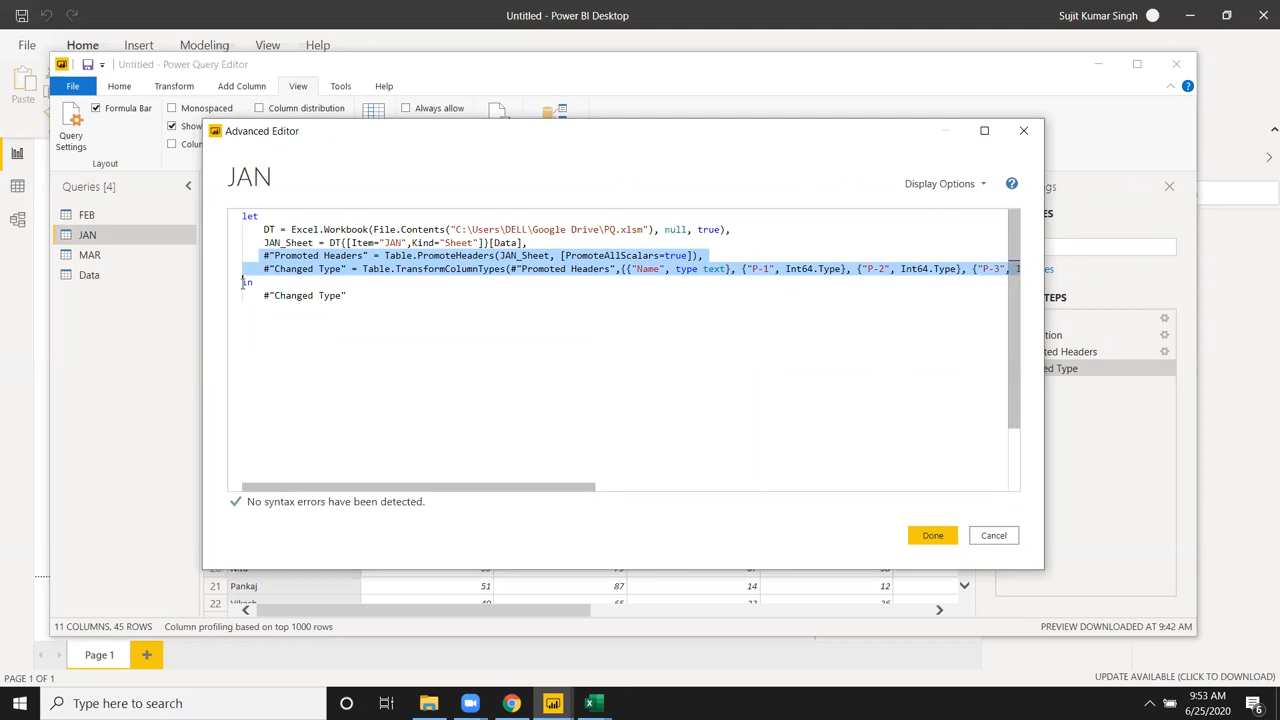 Untitled - Power BI Desktop
Sujit Kumar Singh
File Home Insert Modeling View Help
Untitled - Power Query Editor
Paste
File Home Transform Add Column View Tools Help
Formula Bar
Monospaced
Column distribution
Always allow
Query
Settings
Layout
Advanced Editor
Queries [4]
FEB
JAN
MAR
Data
JAN
Display Options
let
DT = Excel.Workbook(File.Contents("C:\Users\DELL\Google Drive\PQ.xlsm"), null, true),
JAN_Sheet = DT{[Item="JAN",Kind="Sheet"]}[Data],
#"Promoted Headers" = Table.PromoteHeaders(JAN_Sheet, [PromoteAllScalars=true]),
#"Changed Type" = Table.TransformColumnTypes(#"Promoted Headers",{{"Name", type text}, {"P-1", Int64.Type}, {"P-2", Int64.Type}, {"P-3", I
in
#"Changed Type"
No syntax errors have been detected.
Done
Cancel
21 Pankaj 51 87 14 12
22
11 COLUMNS, 45 ROWS Column profiling based on top 1000 rows
PREVIEW DOWNLOADED AT 9:42 AM
Page 1
PAGE 1 OF 1
UPDATE AVAILABLE (CLICK TO DOWNLOAD)
Type here to search
9:53 AM
6/25/2020
6